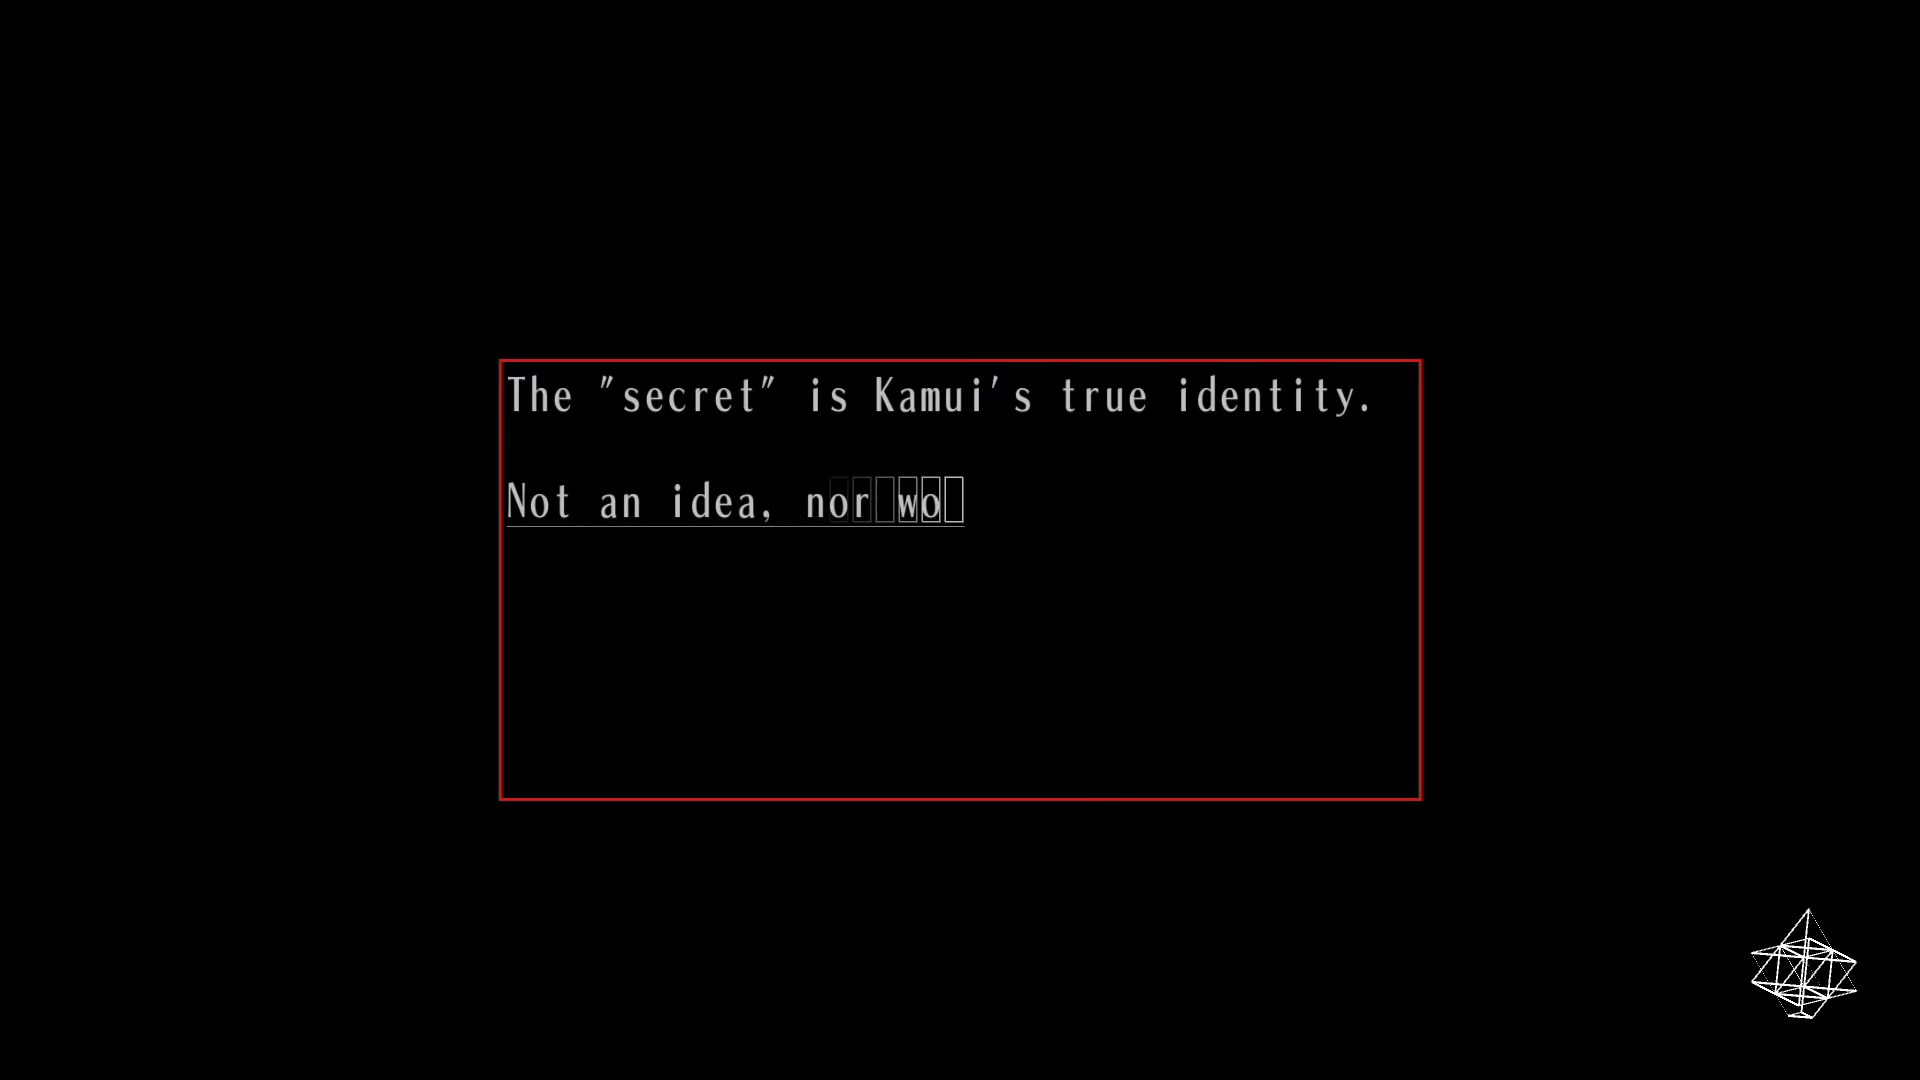 The "secret" is Kamui's true identity.
Not an idea, nor wo